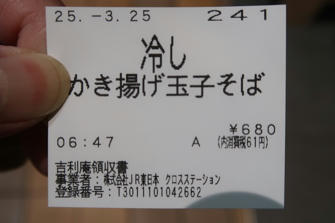 25.-3.25 241
冷し
かき揚げ玉子そば
¥680
06:47 A (内消費税61円)
吉利庵領収書
事業者:株式会社JR東日本 クロスステーション
登録番号:T3011101042662